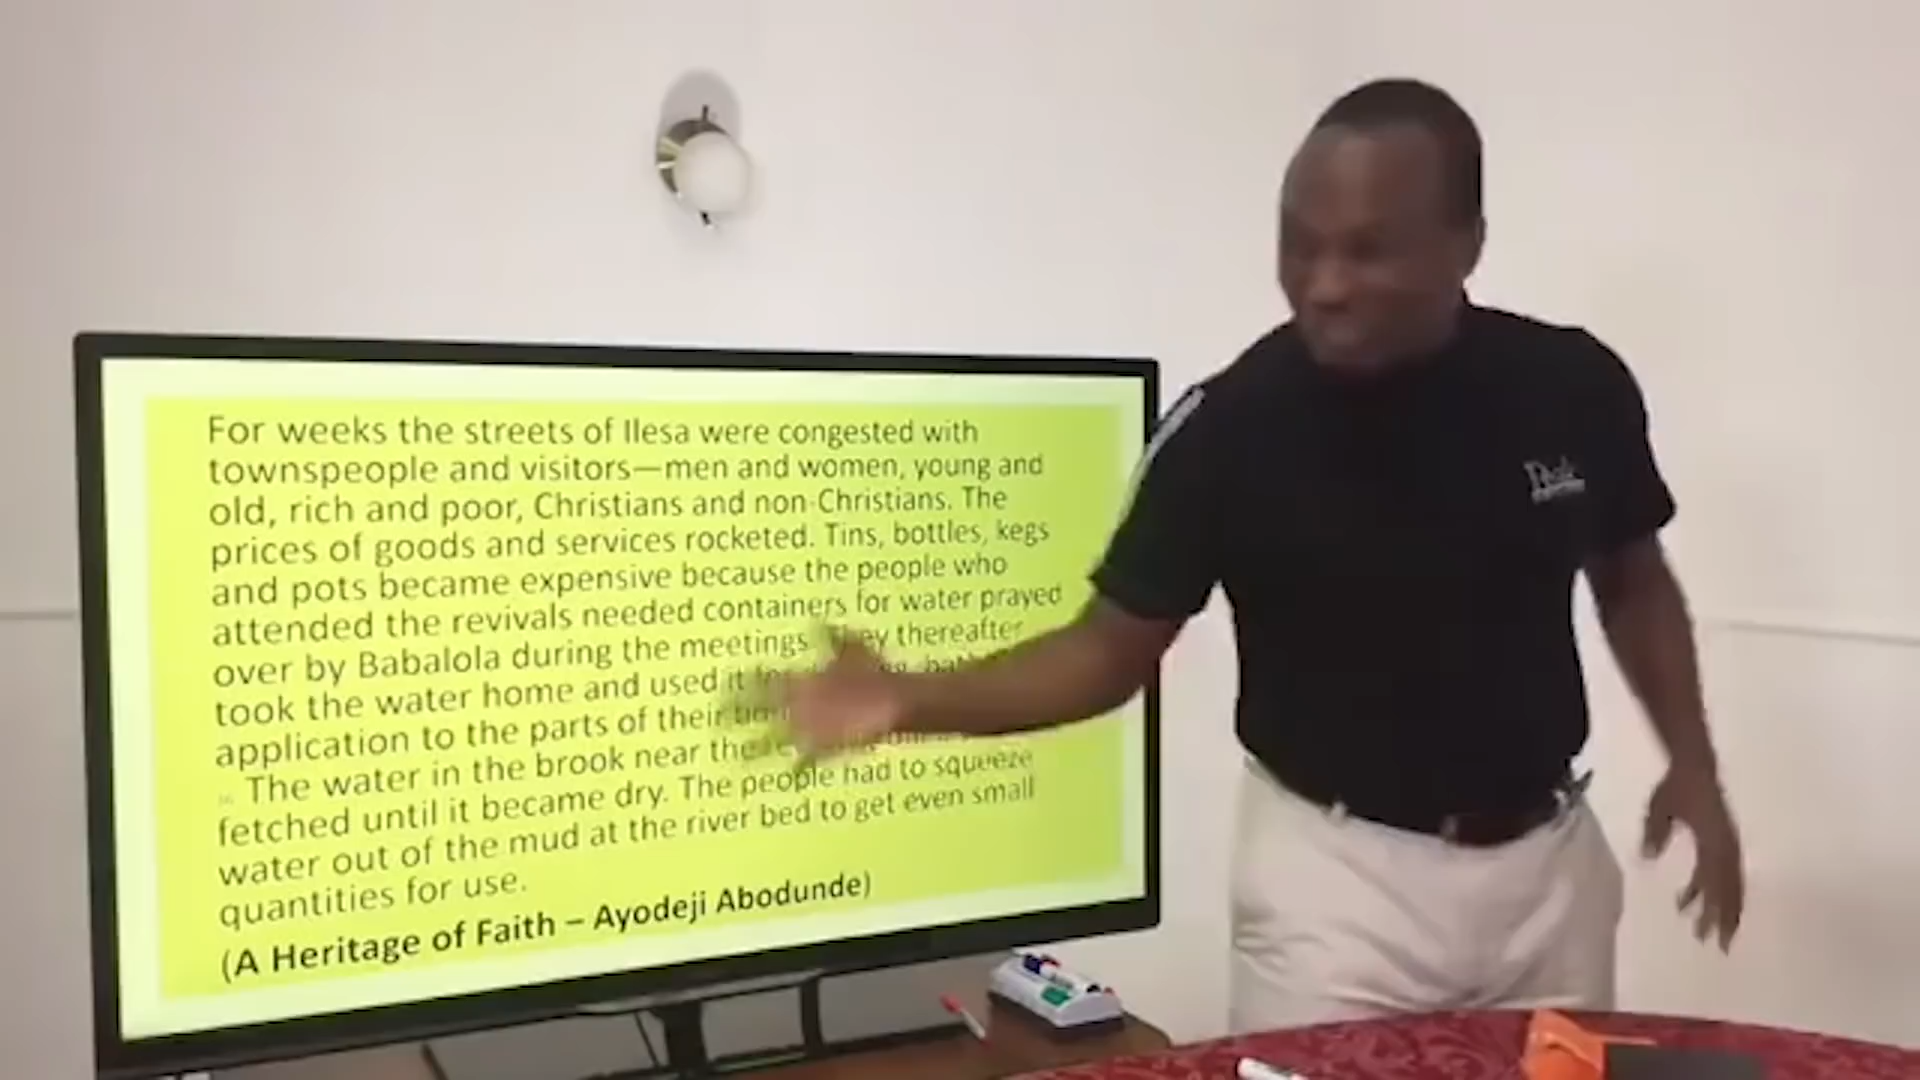 For weeks the streets of Ilesa were congested with
townspeople and visitors—men and women, young and
old, rich and poor, Christians and non-Christians. The
prices of goods and services rocketed. Tins, bottles, kegs
and pots became expensive because the people who
attended the revivals needed containers for water prayed
over by Babalola during the meetings. They thereafter
took the water home and used it
application to the parts of their
The water in the brook near the
fetched until it became dry. The people had to squeeze
water out of the mud at the river bed to get even small
quantities for use.
(A Heritage of Faith – Ayodeji Abodunde)